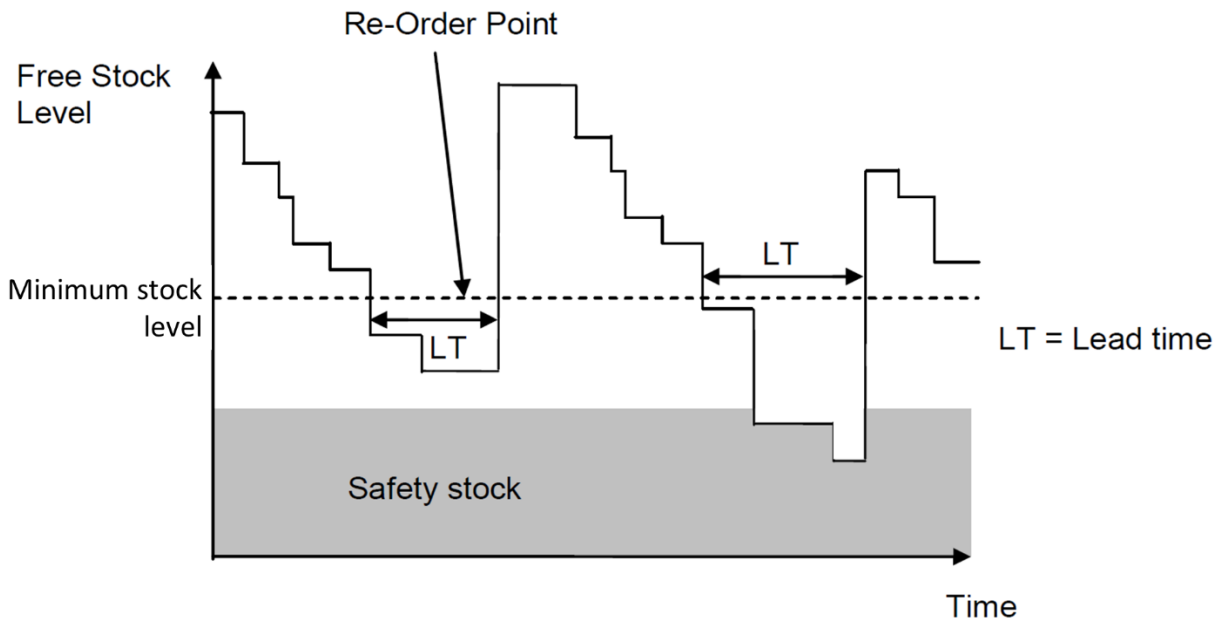 Re-Order Point
Free Stock
Level
LT
Minimum stock
level
LT
LT = Lead time
Safety stock
Time